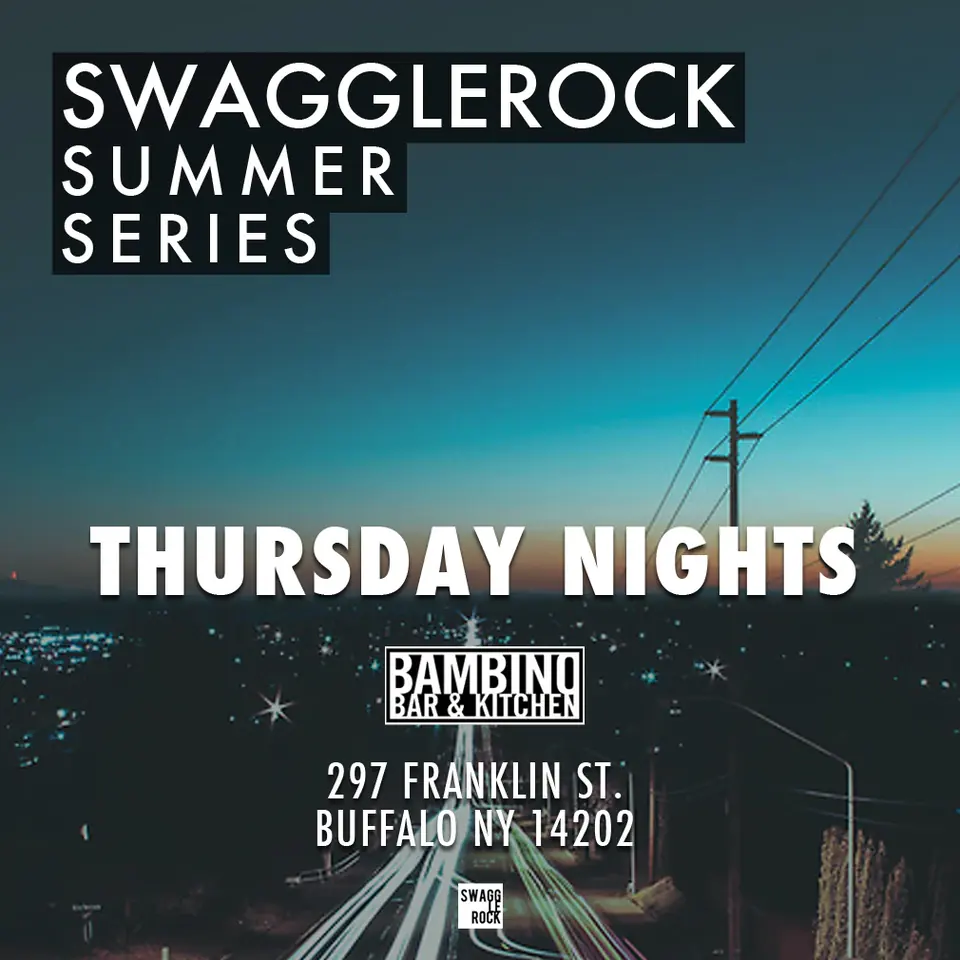 SWAGGLEROCK
SUMMER
SERIES
THURSDAY NIGHTS
BAMBINO
BAR & KITCHEN
297 FRANKLIN ST.
BUFFALO NY 14202
SWAGG
LE
ROCK